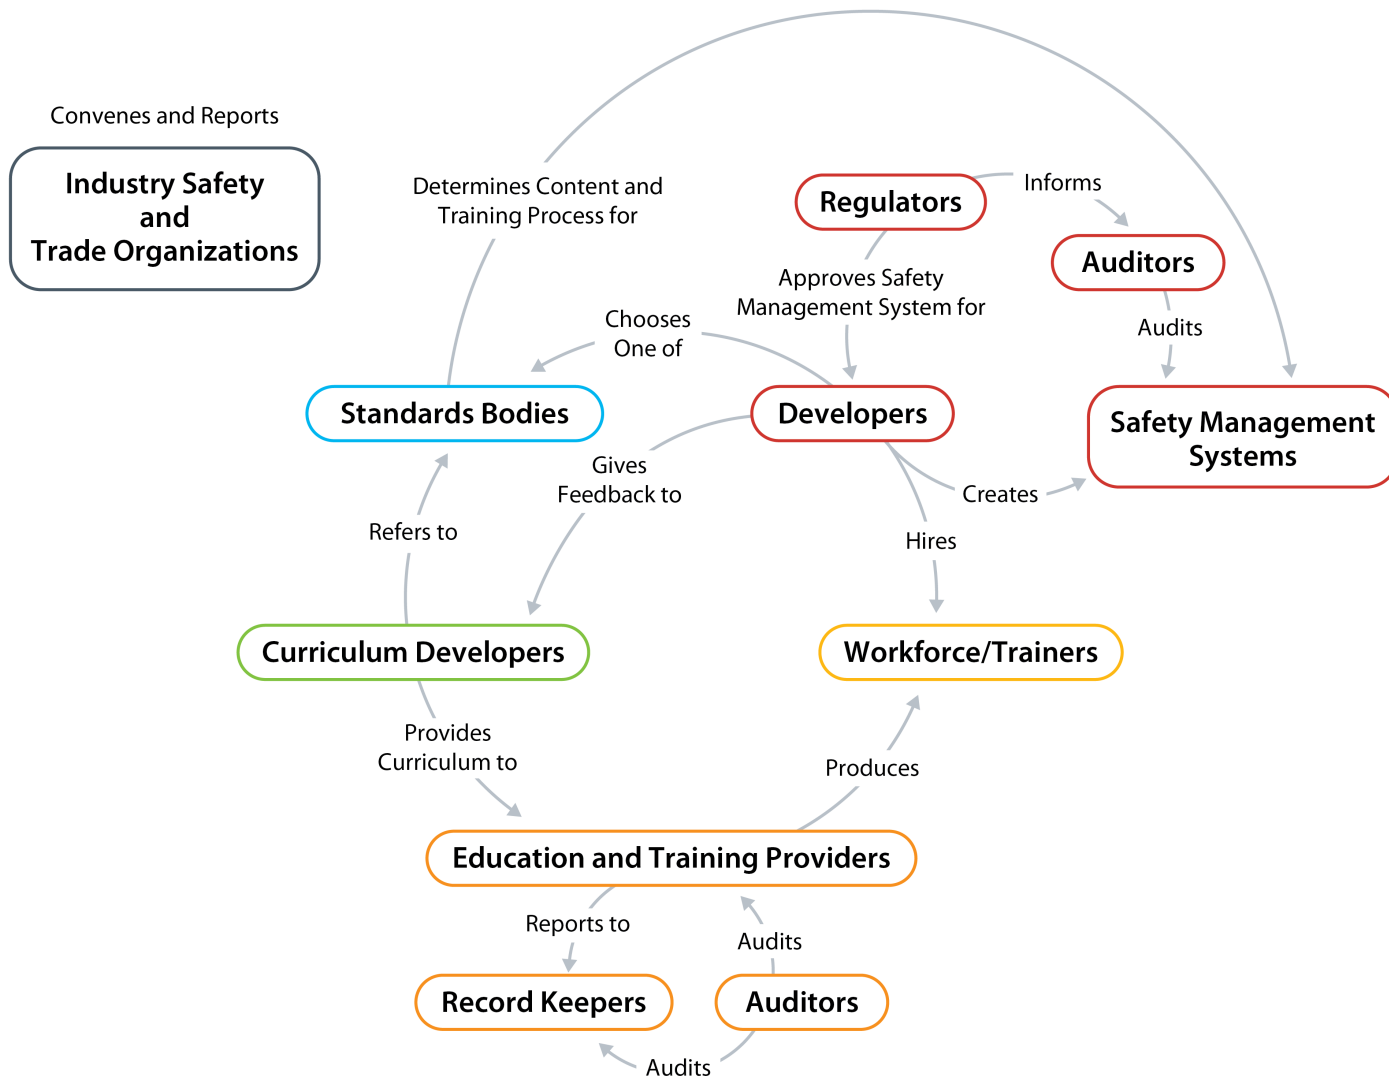 Convenes and Reports
Industry Safety
and
Trade Organizations
Determines Content and
Training Process for
Regulators
Informs
Auditors
Approves Safety
Management System for
Audits
Chooses
One of
Standards Bodies
Developers
Safety Management
Systems
Gives
Feedback to
Creates
Refers to
Hires
Curriculum Developers
Workforce/Trainers
Provides
Curriculum to
Produces
Education and Training Providers
Reports to
Audits
Record Keepers
Auditors
Audits